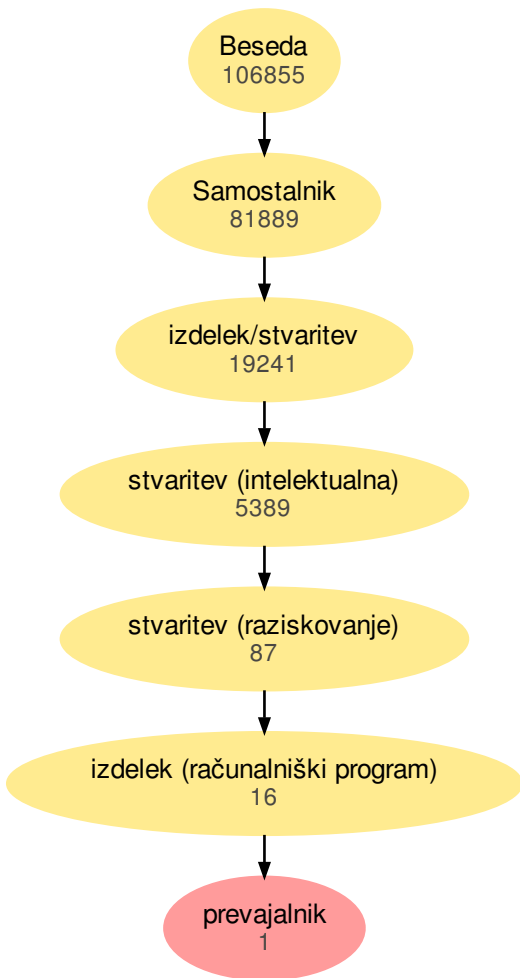 Beseda
106855
Samostalnik
81889
izdelek/stvaritev
19241
stvaritev (intelektualna)
5389
stvaritev (raziskovanje)
87
izdelek (računalniški program)
16
prevajalnik
1